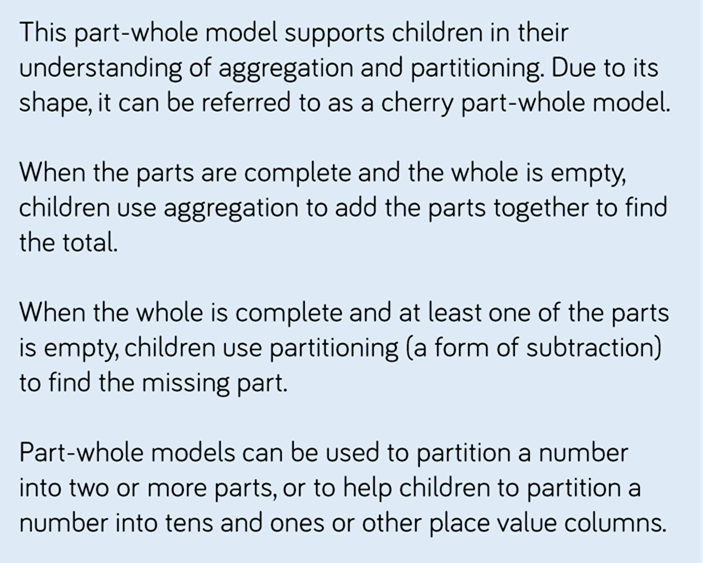 This part-whole model supports children in their
understanding of aggregation and partitioning. Due to its
shape, it can be referred to as a cherry part-whole model.
When the parts are complete and the whole is empty,
children use aggregation to add the parts together to find
the total.
When the whole is complete and at least one of the parts
is empty, children use partitioning (a form of subtraction)
to find the missing part.
Part-whole models can be used to partition a number
into two or more parts, or to help children to partition a
number into tens and ones or other place value columns.